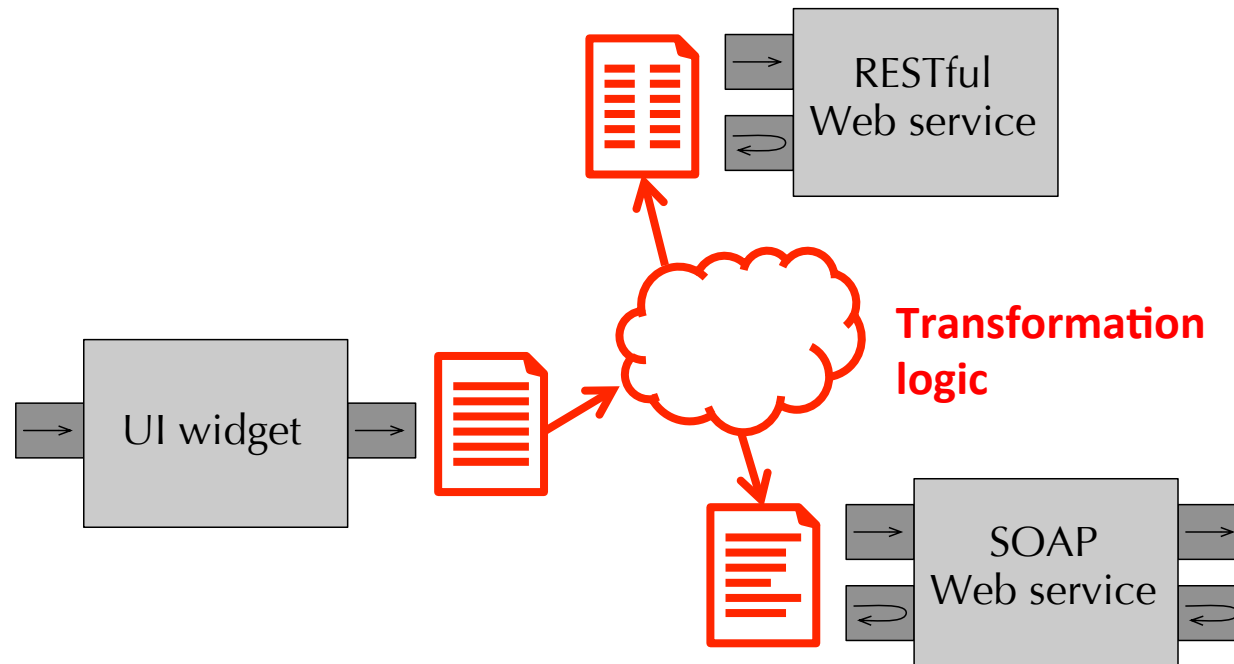 RESTful
Web service
Transformation
logic
UI widget
SOAP
Web service